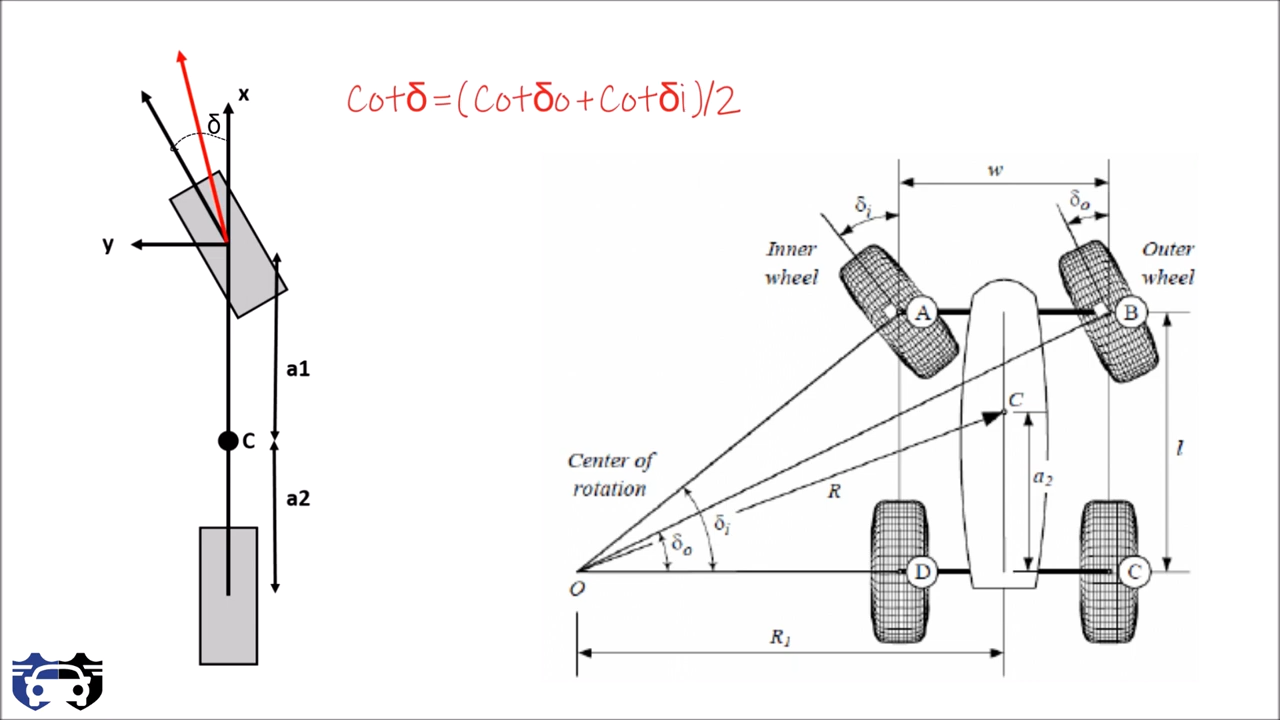 Cotδ=(Cotδo+Cotδi)/2
x
δ
y
a1
C
a2
w
δi
δo
Inner
wheel
Outer
wheel
A
B
C
Center of
rotation
R
a2
l
δi
δo
O
D
C
R1